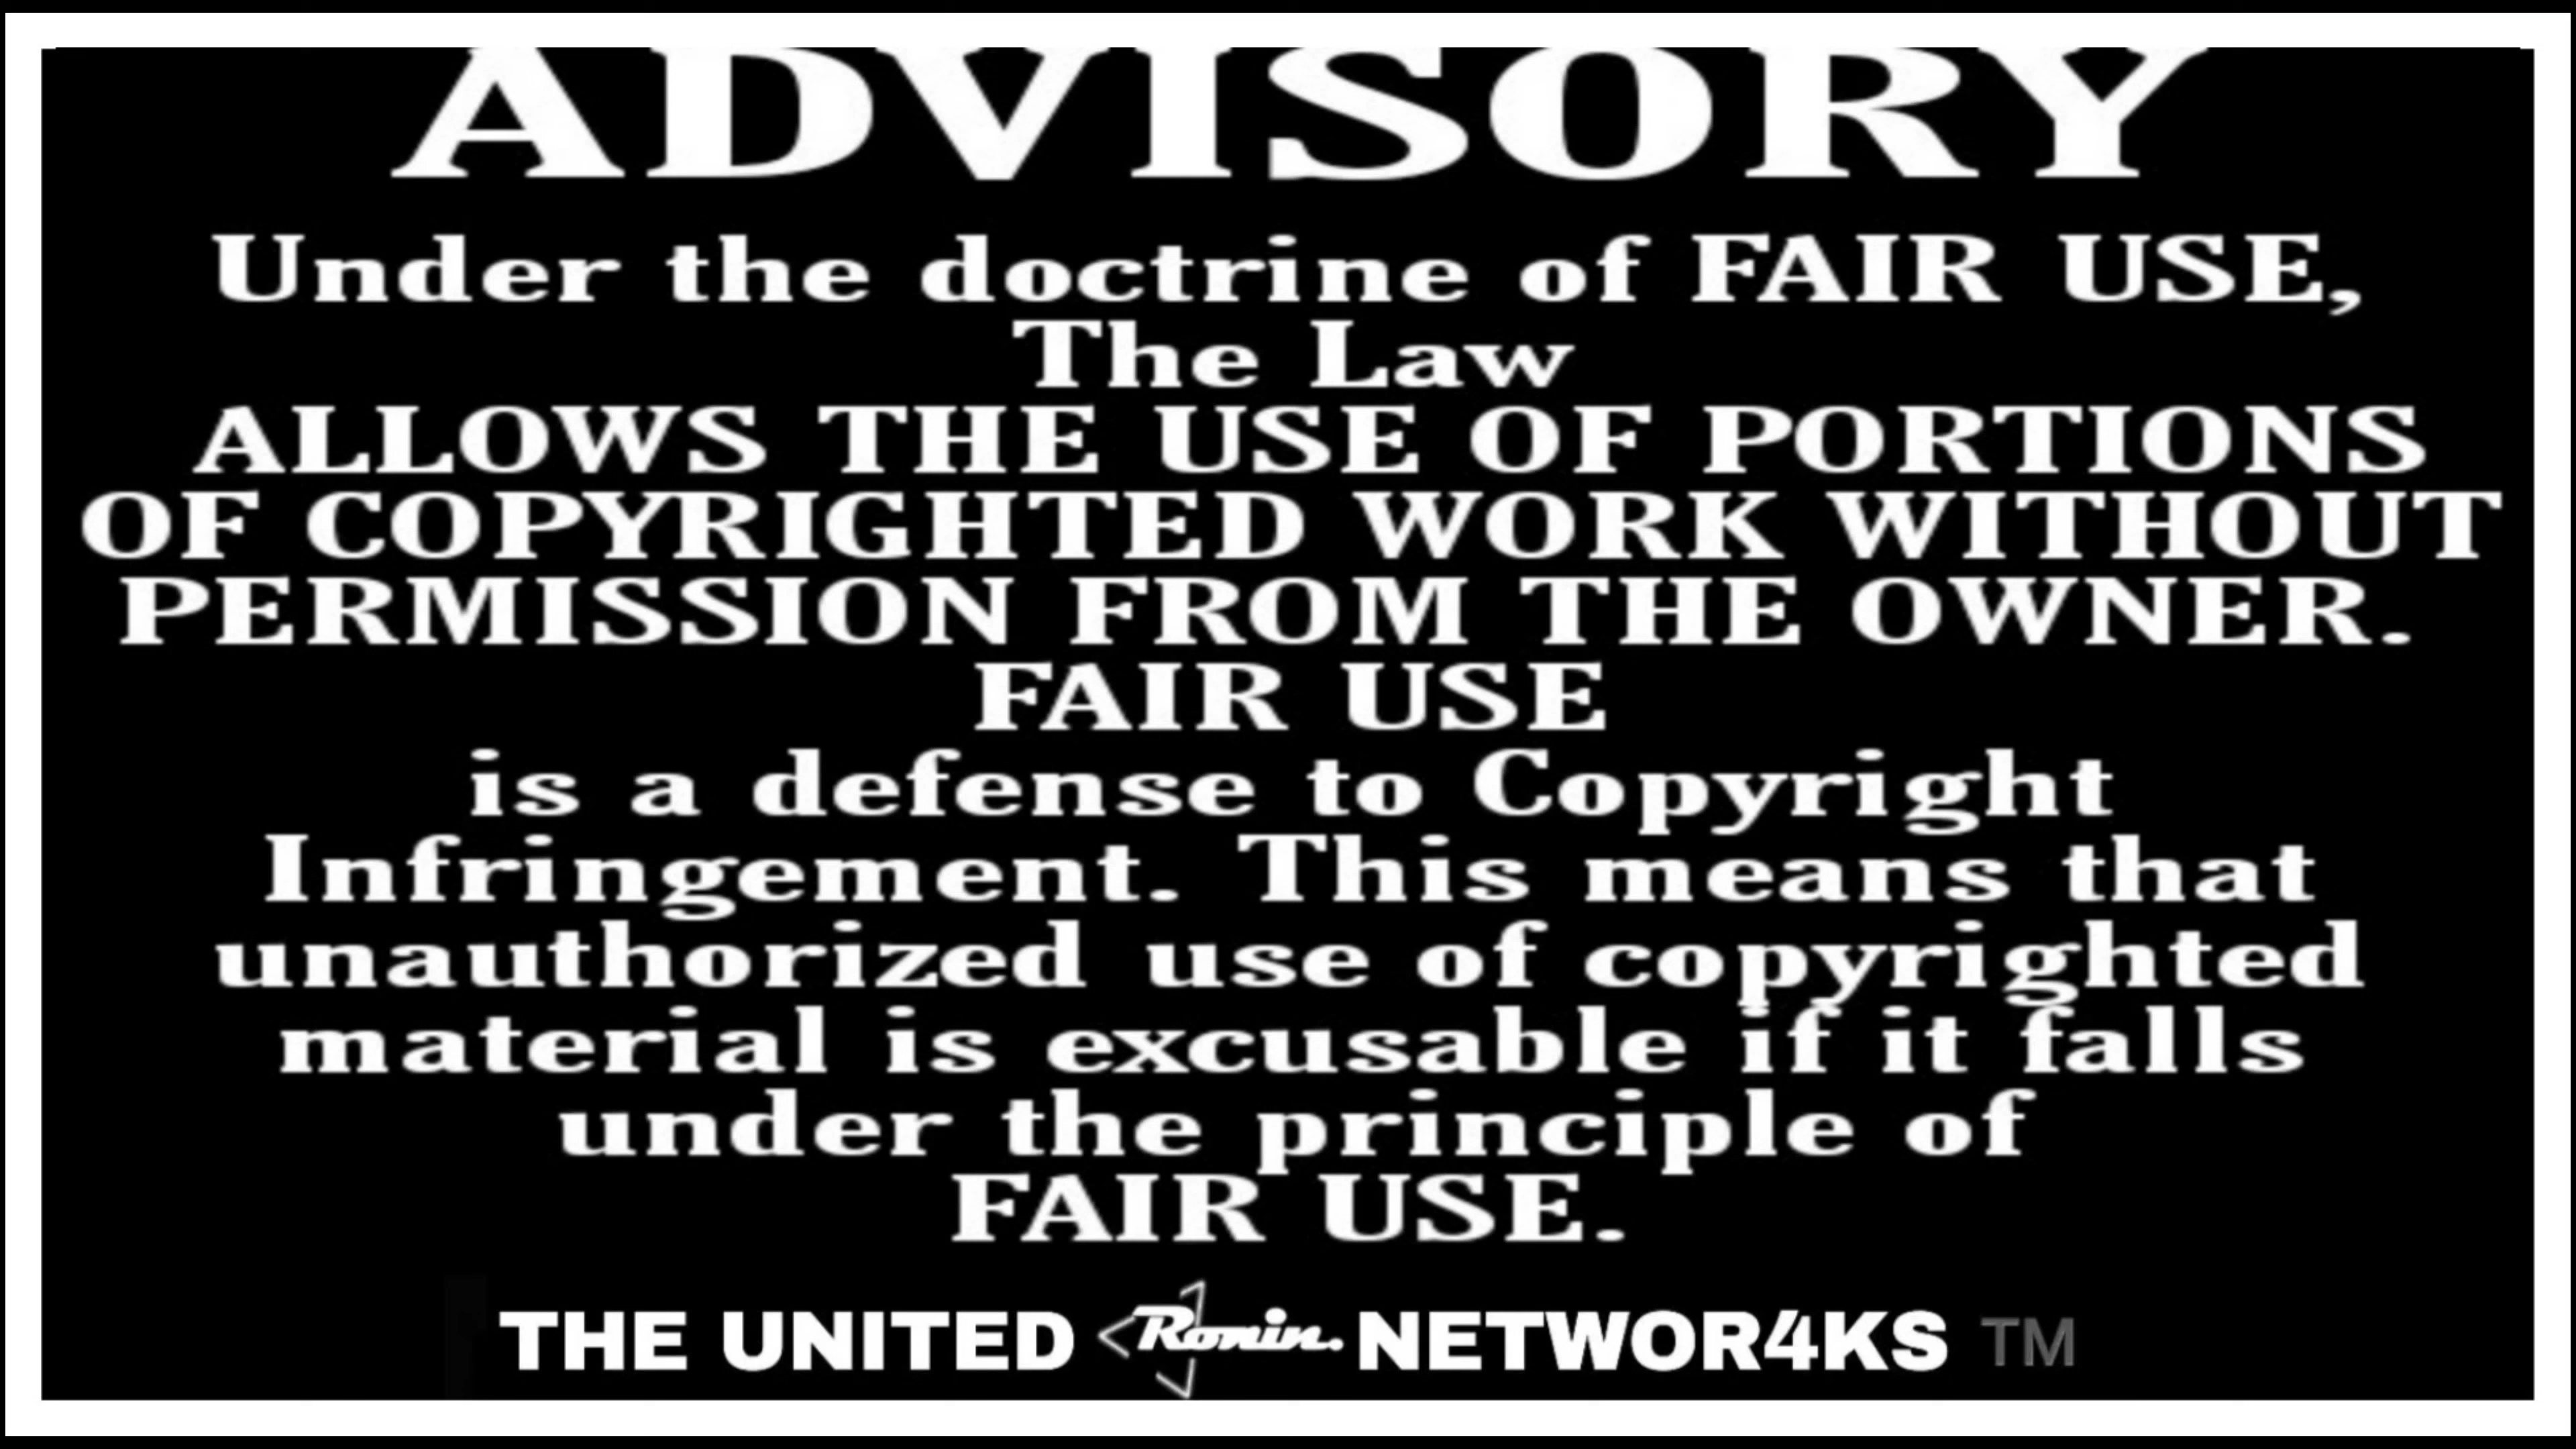 ADVISORY
Under the doctrine of FAIR USE,
The Law
ALLOWS THE USE OF PORTIONS
OF COPYRIGHTED WORK WITHOUT
PERMISSION FROM THE OWNER.
FAIR USE
is a defense to Copyright
Infringement. This means that
unauthorized use of copyrighted
material is excusable if it falls
under the principle of
FAIR USE.
THE UNITED Ronin. NETWOR4KS TM